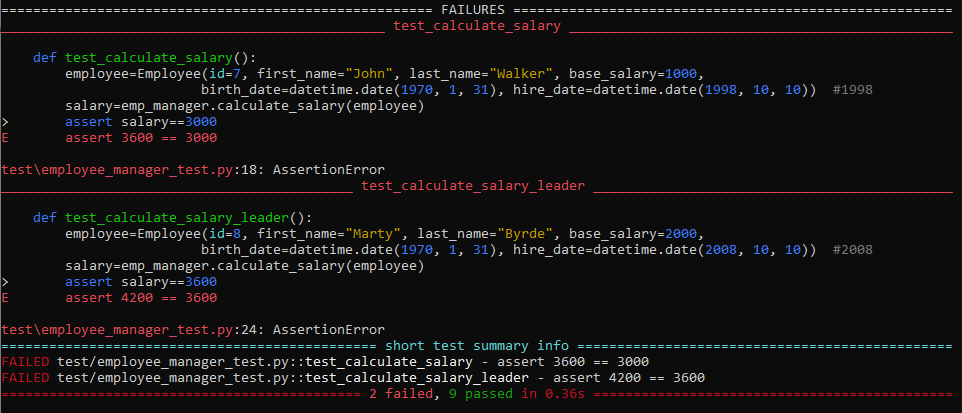 ===================================================== FAILURES =======================================================
_______________________________________________ test_calculate_salary _______________________________________________
    def test_calculate_salary():
        employee=Employee(id=7, first_name="John", last_name="Walker", base_salary=1000,
                         birth_date=datetime.date(1970, 1, 31), hire_date=datetime.date(1998, 10, 10))  #1998
        salary=emp_manager.calculate_salary(employee)
>       assert salary==3000
E       assert 3600 == 3000
test\employee_manager_test.py:18: AssertionError
___________________________________________ test_calculate_salary_leader ____________________________________________
    def test_calculate_salary_leader():
        employee=Employee(id=8, first_name="Marty", last_name="Byrde", base_salary=2000,
                         birth_date=datetime.date(1970, 1, 31), hire_date=datetime.date(2008, 10, 10))  #2008
        salary=emp_manager.calculate_salary(employee)
>       assert salary==3600
E       assert 4200 == 3600
test\employee_manager_test.py:24: AssertionError
============================================== short test summary info ===============================================
FAILED test/employee_manager_test.py::test_calculate_salary - assert 3600 == 3000
FAILED test/employee_manager_test.py::test_calculate_salary_leader - assert 4200 == 3600
============================================ 2 failed, 9 passed in 0.36s =============================================